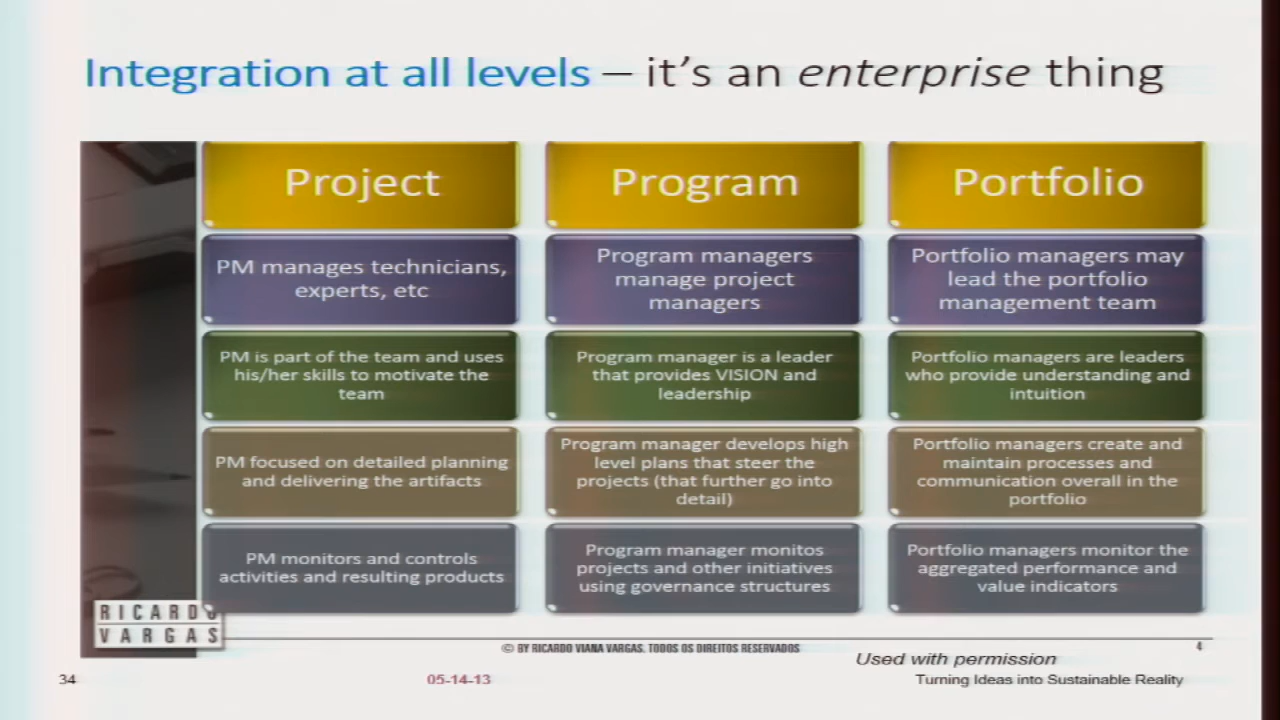 Integration at all levels – it's an enterprise thing
Project
Program
Portfolio
PM manages technicians,
experts, etc
Program managers
manage project
managers
Portfolio managers may
lead the portfolio
management team
PM is part of the team and uses
his/her skills to motivate the
team
Program manager is a leader
that provides VISION and
leadership
Portfolio managers are leaders
who provide understanding and
intuition
PM focused on detailed planning
and delivering the artifacts
Program manager develops high
level plans that steer the
projects (that further go into
detail)
Portfolio managers create and
maintain processes and
communication overall in the
portfolio
PM monitors and controls
activities and resulting products
Program manager monitos
projects and other initiatives
using governance structures
Portfolio managers monitor the
aggregated performance and
value indicators
RICARDO
VARGAS
© BY RICARDO VIANA VARGAS. TODOS OS DIREITOS RESERVADOS
4
Used with permission
34
05-14-13
Turning Ideas into Sustainable Reality